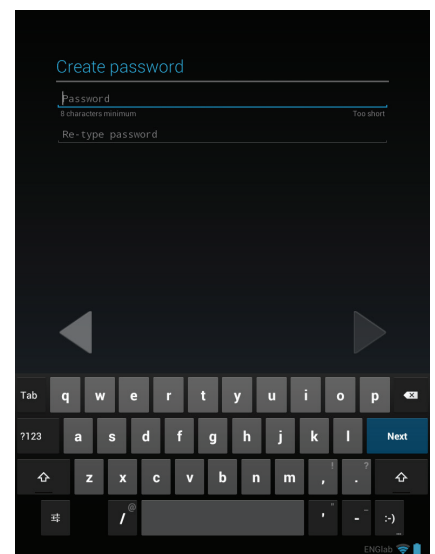 Create password
Password
8 characters minimum Too short
Re-type password
Tab q w e r t y u i o p
?123 a s d f g h j k l Next
z x c v b n m , ! . ?
/ @ ' " - _ :-)
ENGlab